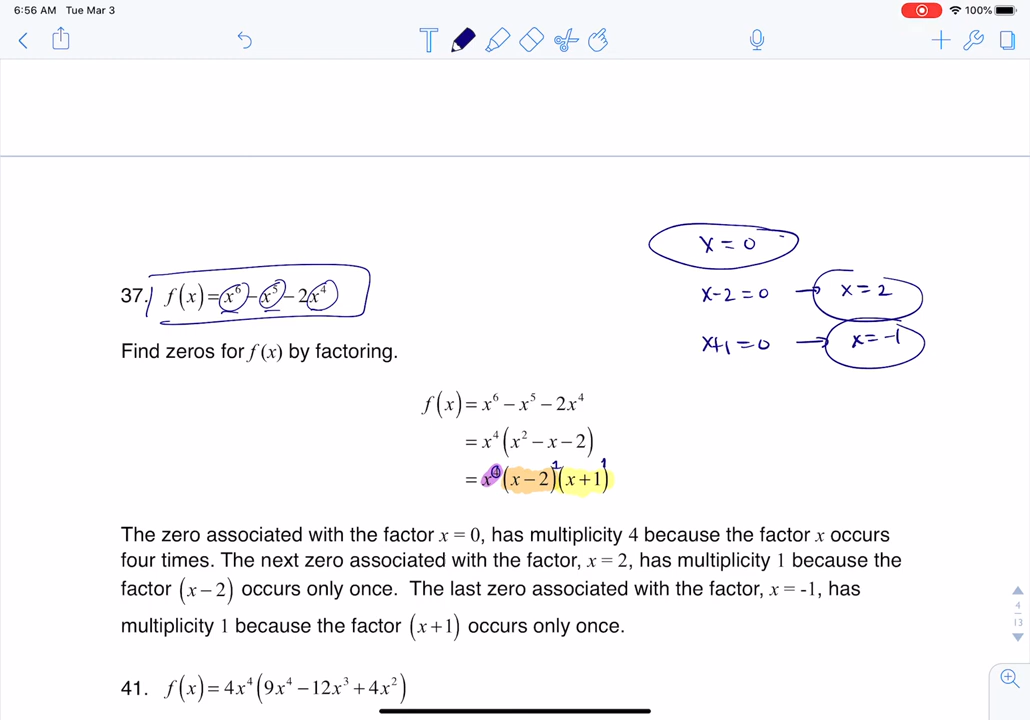 6:56 AM Tue Mar 3
100%
x = 0
37. f(x) = x⁶ − x⁵ − 2x⁴
x-2=0 → x = 2
x+1=0 → x = -1
Find zeros for f(x) by factoring.
f(x) = x⁶ − x⁵ − 2x⁴
= x⁴(x² − x − 2)
= x⁴(x − 2)¹(x + 1)¹
The zero associated with the factor x = 0, has multiplicity 4 because the factor x occurs
four times. The next zero associated with the factor, x = 2, has multiplicity 1 because the
factor (x − 2) occurs only once. The last zero associated with the factor, x = -1, has
multiplicity 1 because the factor (x + 1) occurs only once.
4
13
41. f(x) = 4x⁴(9x⁴ − 12x³ + 4x²)